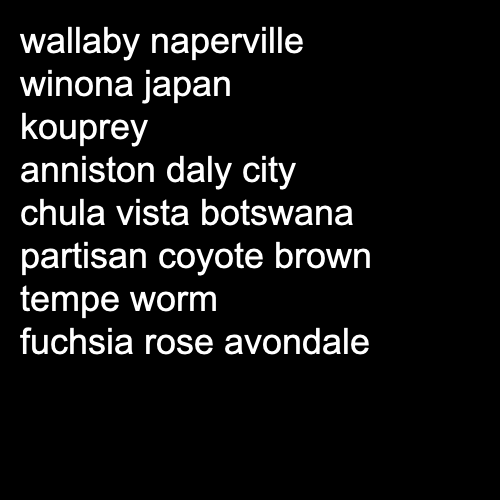 wallaby naperville
winona japan
kouprey
anniston daly city
chula vista botswana
partisan coyote brown
tempe worm
fuchsia rose avondale